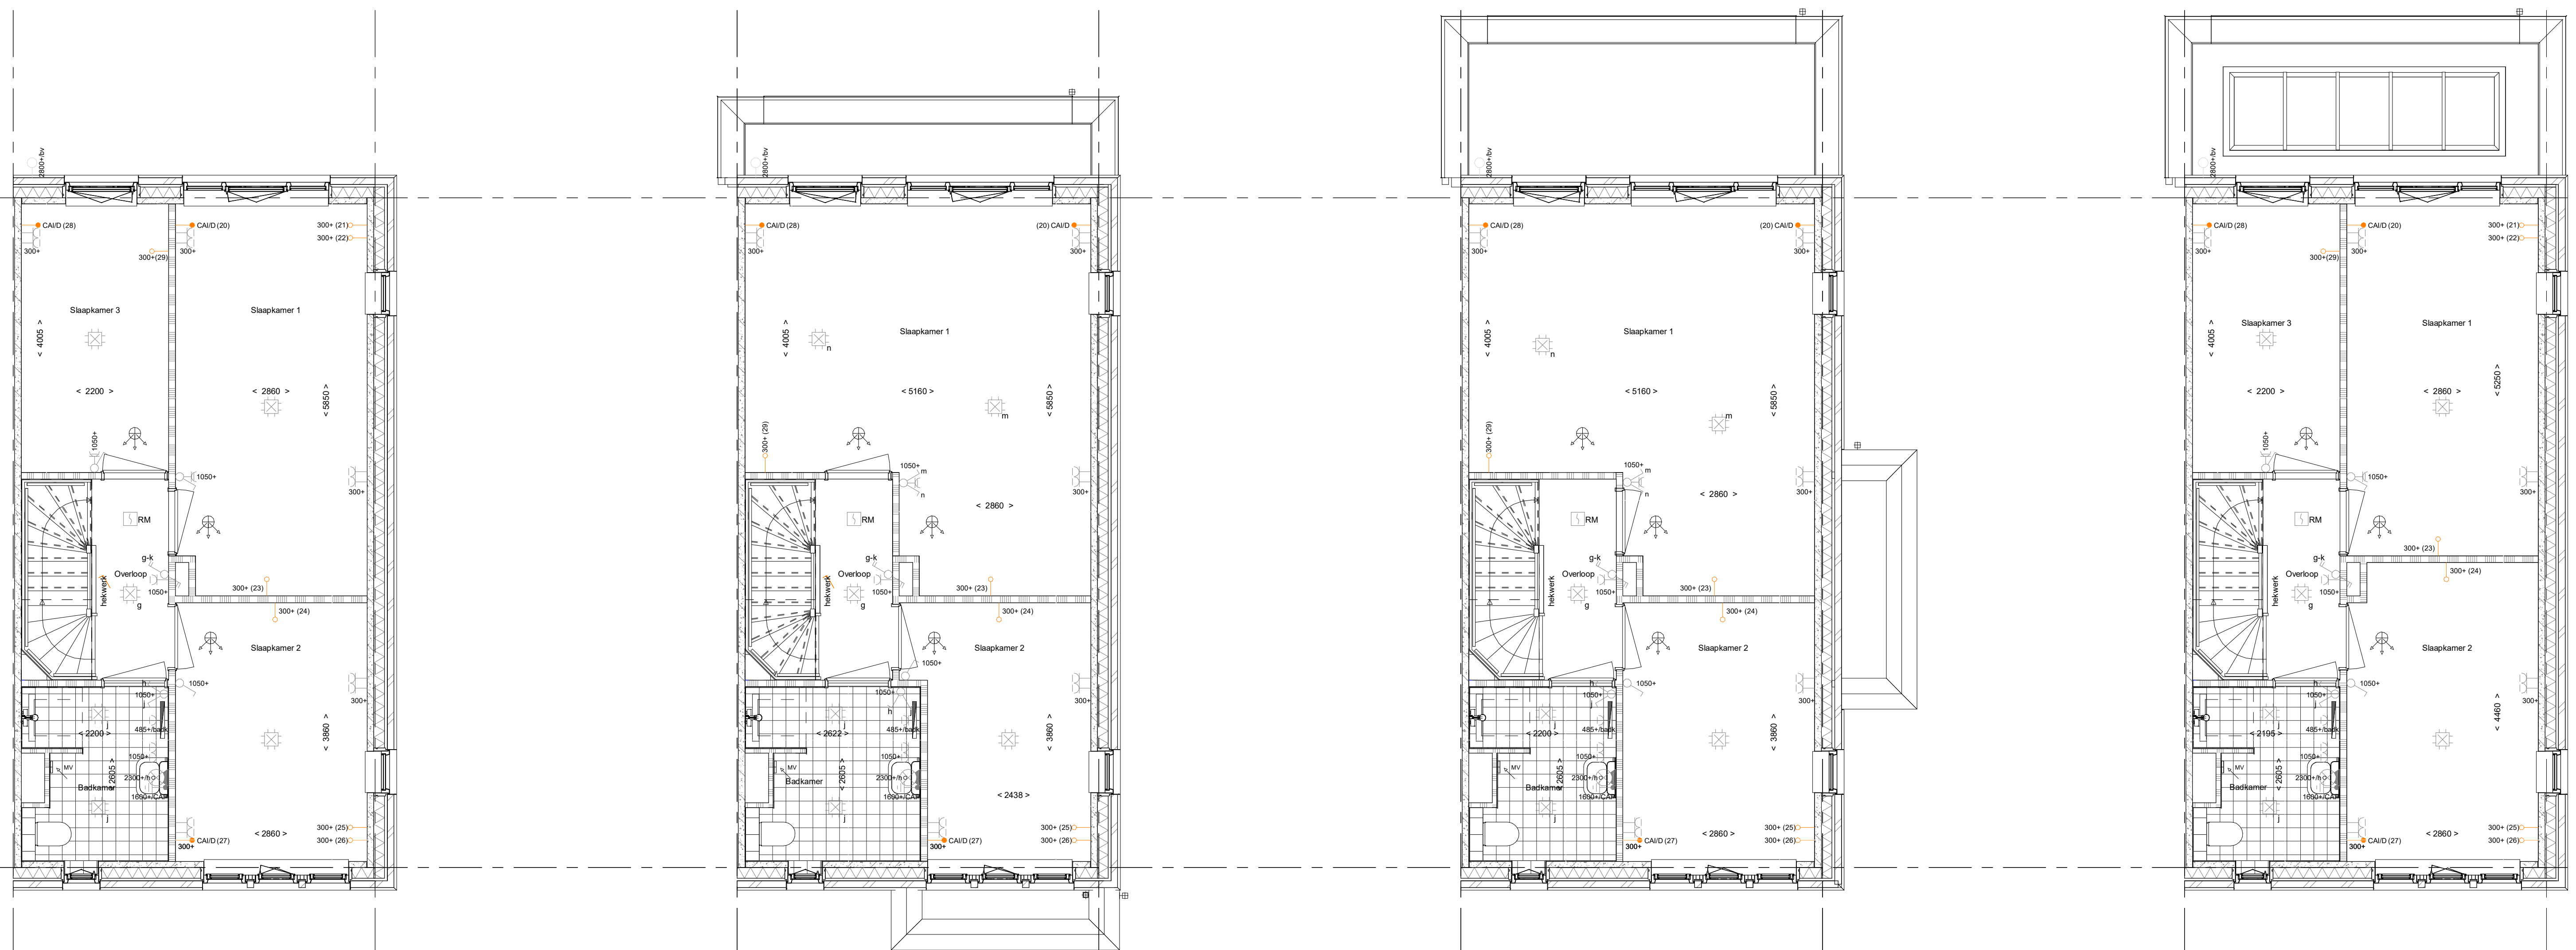 2800+/bv
CAI/D (28)
300+
300+(29)
CAI/D (20)
300+
300+ (21)
300+ (22)
Slaapkamer 3
Slaapkamer 1
< 4005 >
< 2200 >
< 2860 >
< 5850 >
1050+
1050+
300+
RM
g-k
Overloop
1050+
hekwerk
g
300+ (23)
300+ (24)
Slaapkamer 2
h
1050+
j
1050+
300+
j
485+/badk
< 2200 >
< 3860 >
1050+
MV
< 2605 >
2300+/h
Badkamer
1600+/CAP
j
< 2860 >
300+ (25)
300+ (26)
CAI/D (27)
300+
2800+/bv
CAI/D (28)
300+
(20) CAI/D
300+
Slaapkamer 1
< 4005 >
n
< 5160 >
< 5850 >
m
300+ (29)
1050+
m
n
300+
< 2860 >
RM
g-k
Overloop
1050+
hekwerk
g
300+ (23)
300+ (24)
Slaapkamer 2
1050+
1050+
h
j
300+
j
485+/badk
< 2622 >
< 3860 >
1050+
MV
< 2605 >
2300+/h
Badkamer
1600+/CAP
j
< 2438 >
300+ (25)
300+ (26)
CAI/D (27)
300+
2800+/bv
CAI/D (28)
300+
(20) CAI/D
300+
Slaapkamer 1
< 4005 >
n
< 5160 >
< 5850 >
m
300+ (29)
1050+
m
n
300+
< 2860 >
RM
g-k
Overloop
1050+
hekwerk
g
300+ (23)
300+ (24)
Slaapkamer 2
h
1050+
j
1050+
300+
j
485+/badk
< 2200 >
< 3860 >
1050+
MV
< 2605 >
2300+/h
Badkamer
1600+/CAP
j
< 2860 >
300+ (25)
300+ (26)
CAI/D (27)
300+
2800+/bv
CAI/D (28)
300+
300+(29)
CAI/D (20)
300+
300+ (21)
300+ (22)
Slaapkamer 3
Slaapkamer 1
< 4005 >
< 2200 >
< 2860 >
< 5250 >
1050+
1050+
300+
RM
300+ (23)
g-k
Overloop
1050+
hekwerk
g
300+ (24)
Slaapkamer 2
h
1050+
j
1050+
300+
j
485+/badk
< 2195 >
< 4460 >
1050+
MV
< 2605 >
2300+/h
Badkamer
1600+/CAP
j
< 2860 >
300+ (25)
300+ (26)
CAI/D (27)
300+